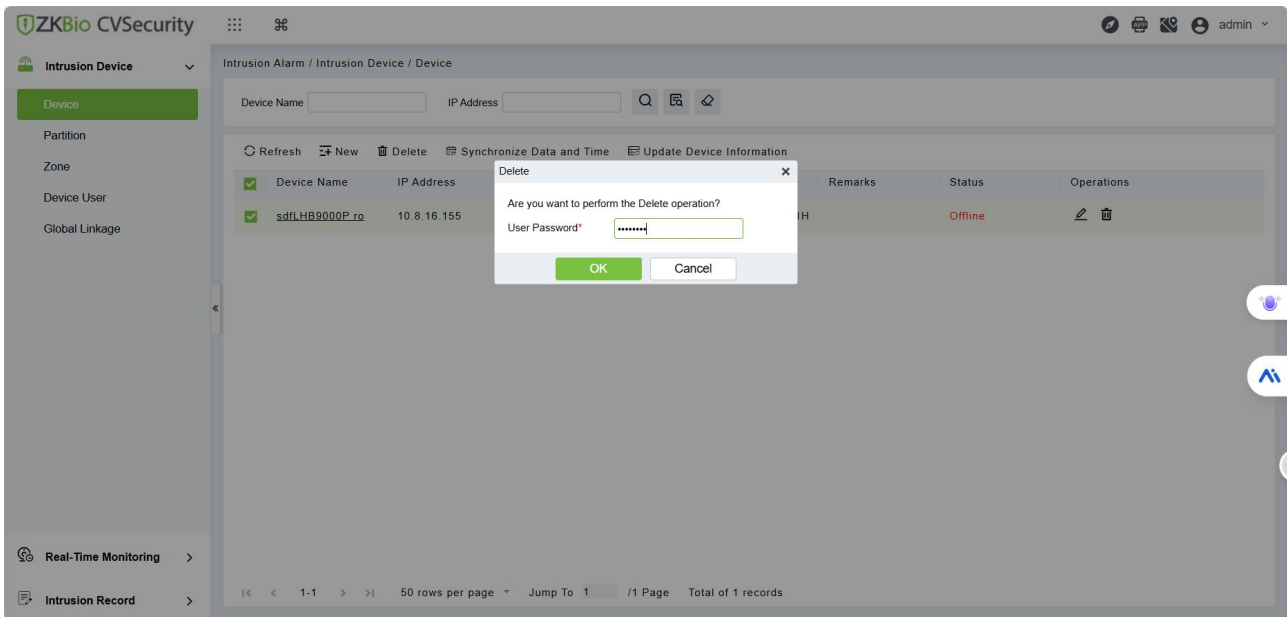 ZKBio CVSecurity
admin
Intrusion Device
Intrusion Alarm / Intrusion Device / Device
Device
Device Name IP Address
Partition
Zone
Device User
Global Linkage
Refresh New Delete Synchronize Data and Time Update Device Information
Device Name IP Address Remarks Status Operations
sdfLHB9000P ro 10.8.16.155 1H Offline
Delete
Are you want to perform the Delete operation?
User Password* ••••••••
OK Cancel
Real-Time Monitoring
Intrusion Record
1-1 50 rows per page Jump To 1 /1 Page Total of 1 records